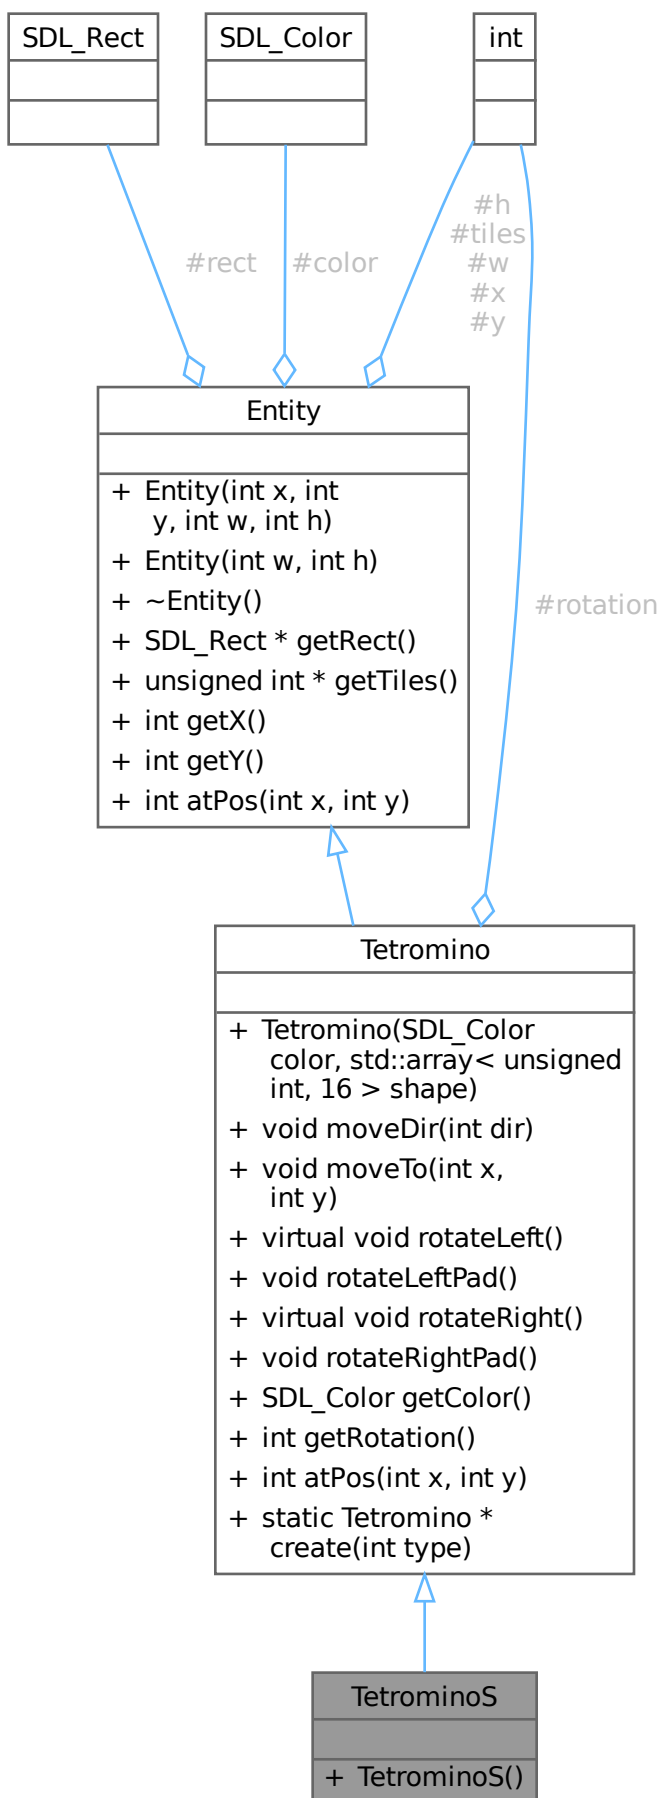 SDL_Rect
SDL_Color
int
#h
#tiles
#w
#x
#y
#rect
#color
Entity
+ Entity(int x, int
y, int w, int h)
+ Entity(int w, int h)
+ ~Entity()
+ SDL_Rect * getRect()
+ unsigned int * getTiles()
+ int getX()
+ int getY()
+ int atPos(int x, int y)
#rotation
Tetromino
+ Tetromino(SDL_Color
color, std::array< unsigned
int, 16 > shape)
+ void moveDir(int dir)
+ void moveTo(int x,
int y)
+ virtual void rotateLeft()
+ void rotateLeftPad()
+ virtual void rotateRight()
+ void rotateRightPad()
+ SDL_Color getColor()
+ int getRotation()
+ int atPos(int x, int y)
+ static Tetromino *
create(int type)
TetrominoS
+ TetrominoS()